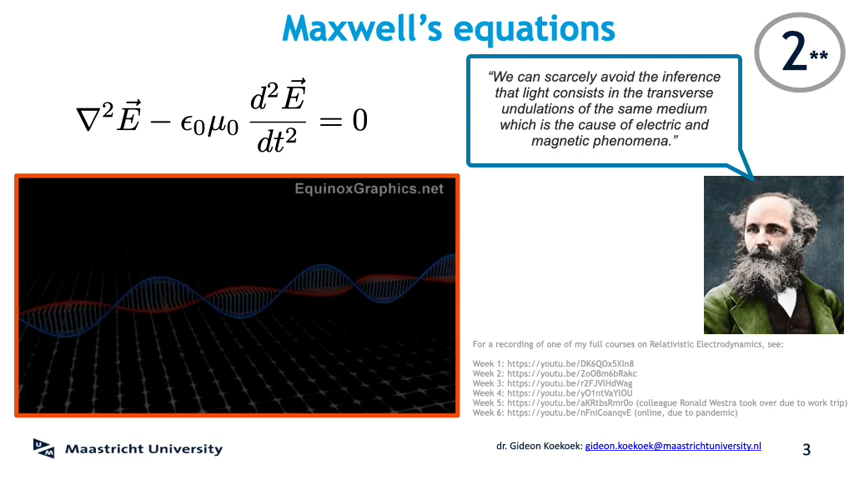 Maxwell's equations
2**
∇²E⃗ − ϵ₀μ₀ d²E⃗/dt² = 0
“We can scarcely avoid the inference
that light consists in the transverse
undulations of the same medium
which is the cause of electric and
magnetic phenomena.”
EquinoxGraphics.net
For a recording of one of my full courses on Relativistic Electrodynamics, see:
Week 1: https://youtu.be/DK6QOx5XIn8
Week 2: https://youtu.be/ZoOBm6bRakc
Week 3: https://youtu.be/r2FJVlHdWag
Week 4: https://youtu.be/yO1ntVaYlOU
Week 5: https://youtu.be/aKRtbsRmr0o (colleague Ronald Westra took over due to work trip)
Week 6: https://youtu.be/nFniCoanqvE (online, due to pandemic)
UM
Maastricht University
dr. Gideon Koekoek: gideon.koekoek@maastrichtuniversity.nl
3